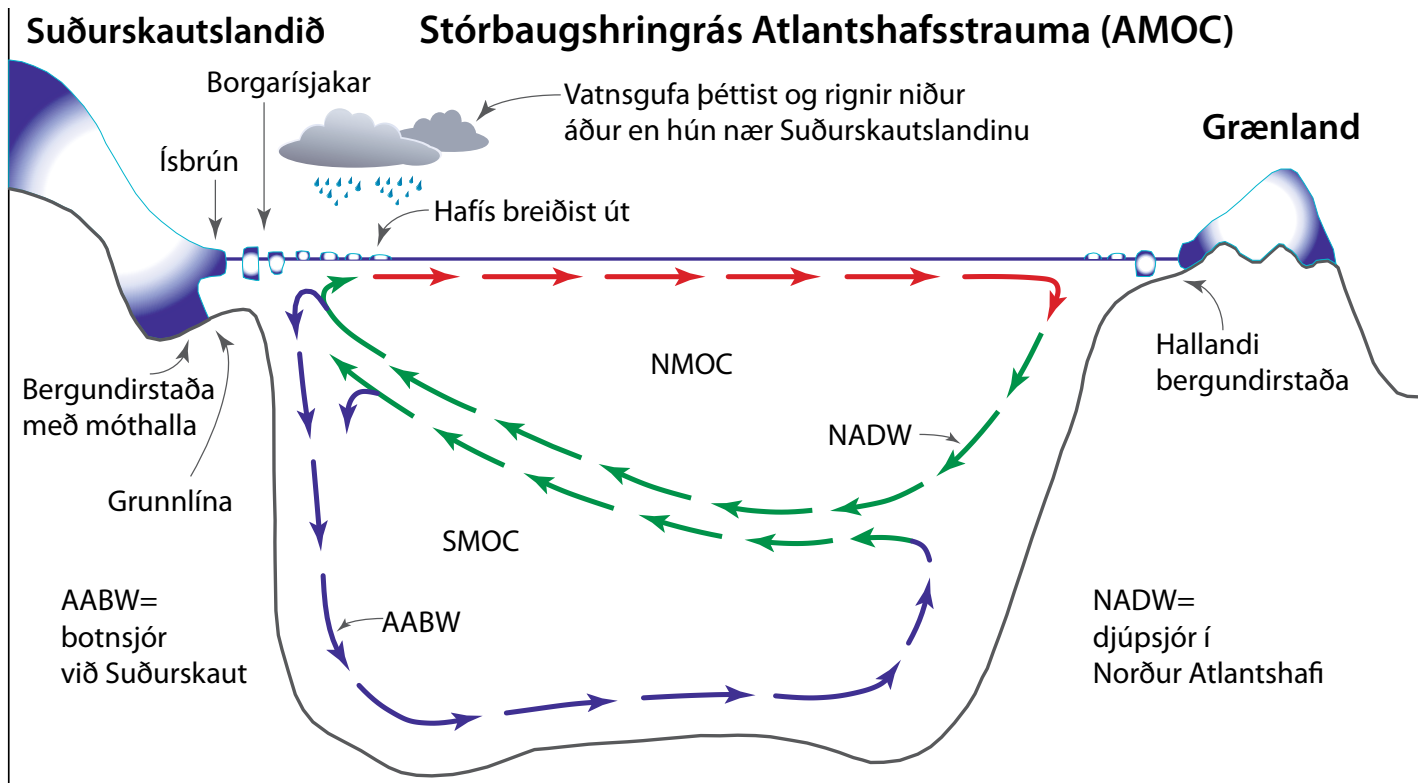 Suðurskautslandið
Stórbaugshringrás Atlantshafsstrauma (AMOC)
Borgarísjakar
Vatnsgufa þéttist og rignir niður
áður en hún nær Suðurskautslandinu
Grænland
Ísbrún
Hafís breiðist út
Bergundirstaða
með móthalla
NMOC
Hallandi
bergundirstaða
NADW
Grunnlína
SMOC
AABW=
botnsjór
við Suðurskaut
AABW
NADW=
djúpsjór í
Norður Atlantshafi